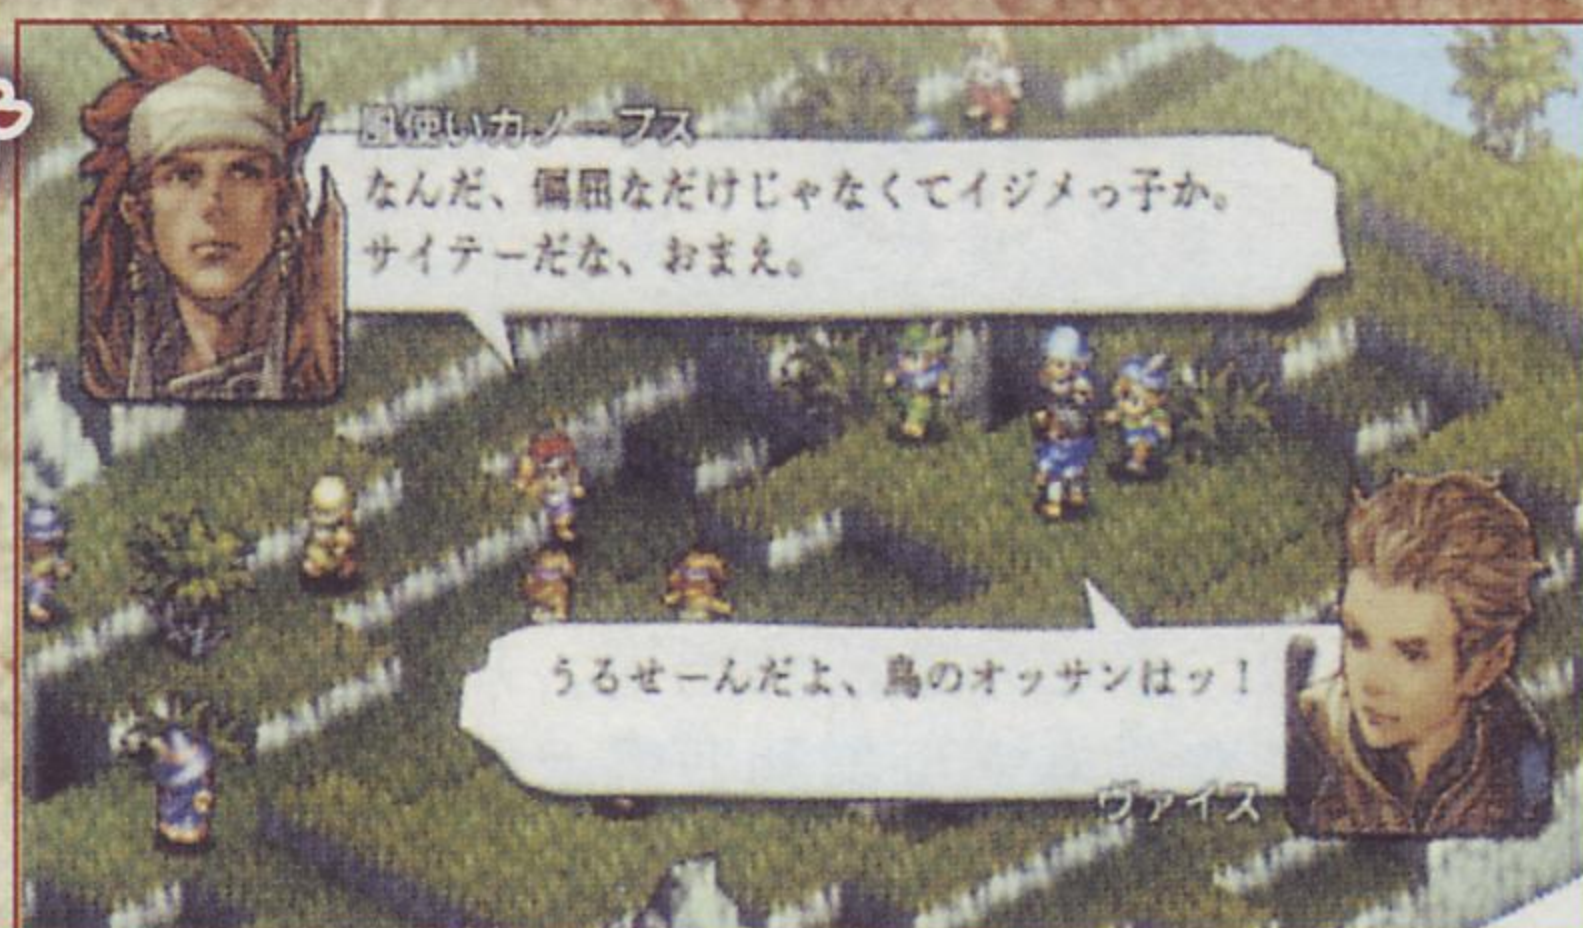 風使いカノープス
なんだ、偏屈なだけじゃなくてイジメっ子か。
サイテーだな、おまえ。
うるせーんだよ、鳥のオッサンはッ！
ヴァイス